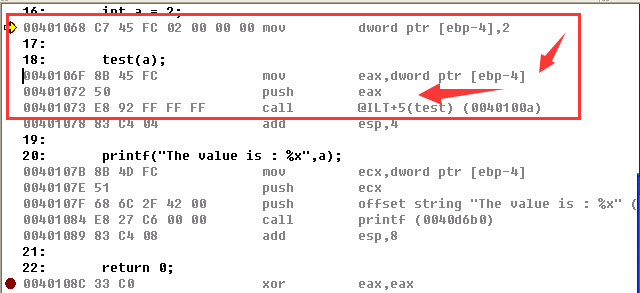 16:       int a = 2;
00401068 C7 45 FC 02 00 00 00 mov         dword ptr [ebp-4],2
17:
18:       test(a);
0040106F 8B 45 FC             mov         eax,dword ptr [ebp-4]
00401072 50                   push        eax
00401073 E8 92 FF FF FF       call        @ILT+5(test) (0040100a)
00401078 83 C4 04             add         esp,4
19:
20:       printf("The value is : %x",a);
0040107B 8B 4D FC             mov         ecx,dword ptr [ebp-4]
0040107E 51                   push        ecx
0040107F 68 6C 2F 42 00       push        offset string "The value is : %x" (
00401084 E8 27 C6 00 00       call        printf (0040d6b0)
00401089 83 C4 08             add         esp,8
21:
22:       return 0;
0040108C 33 C0                xor         eax,eax